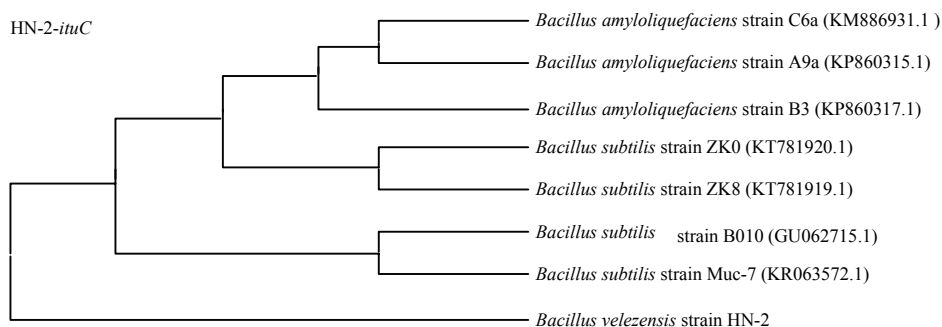 HN-2-ituC
Bacillus amyloliquefaciens strain C6a (KM886931.1 )
Bacillus amyloliquefaciens strain A9a (KP860315.1)
Bacillus amyloliquefaciens strain B3 (KP860317.1)
Bacillus subtilis strain ZK0 (KT781920.1)
Bacillus subtilis strain ZK8 (KT781919.1)
Bacillus subtilis strain B010 (GU062715.1)
Bacillus subtilis strain Muc-7 (KR063572.1)
Bacillus velezensis strain HN-2